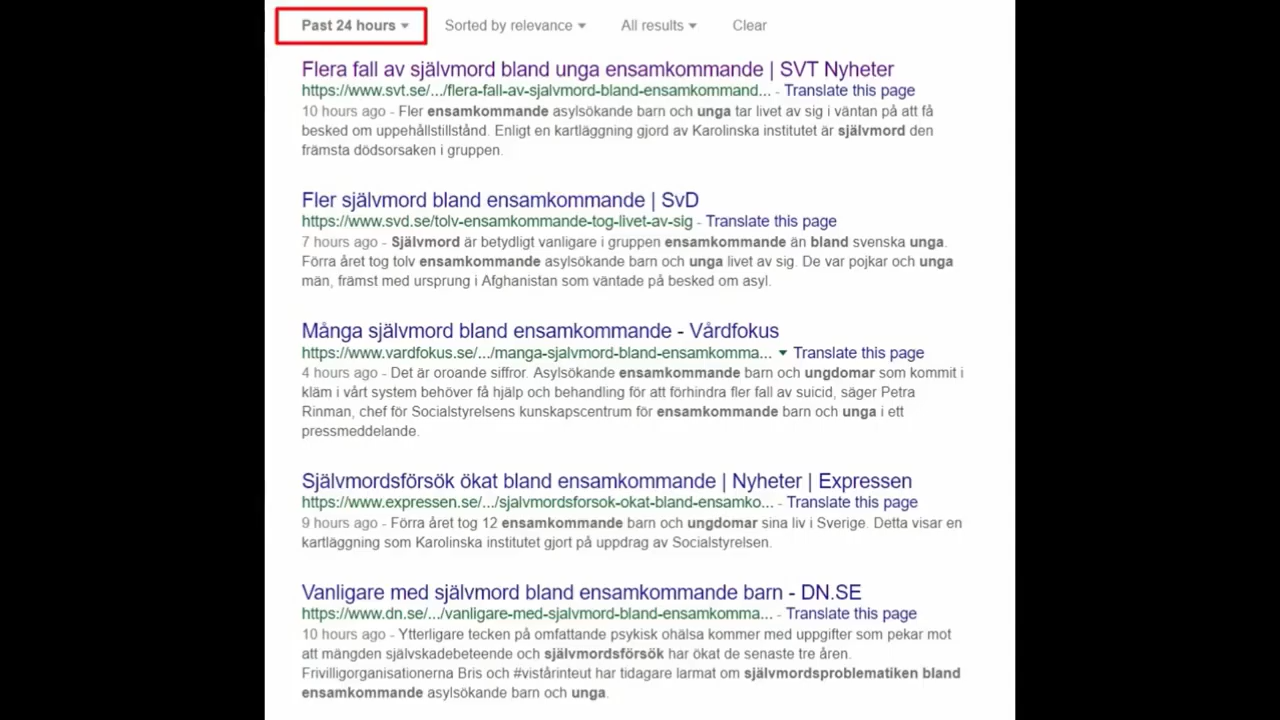 Past 24 hours Sorted by relevance All results Clear
Flera fall av självmord bland unga ensamkommande | SVT Nyheter
https://www.svt.se/.../flera-fall-av-sjalvmord-bland-ensamkommand... - Translate this page
10 hours ago - Fler ensamkommande asylsökande barn och unga tar livet av sig i väntan på att få
besked om uppehållstillstånd. Enligt en kartläggning gjord av Karolinska institutet är självmord den
främsta dödsorsaken i gruppen.
Fler självmord bland ensamkommande | SvD
https://www.svd.se/tolv-ensamkommande-tog-livet-av-sig - Translate this page
7 hours ago - Självmord är betydligt vanligare i gruppen ensamkommande än bland svenska unga.
Förra året tog tolv ensamkommande asylsökande barn och unga livet av sig. De var pojkar och unga
män, främst med ursprung i Afghanistan som väntade på besked om asyl.
Många självmord bland ensamkommande - Vårdfokus
https://www.vardfokus.se/.../manga-sjalvmord-bland-ensamkomma... Translate this page
4 hours ago - Det är oroande siffror. Asylsökande ensamkommande barn och ungdomar som kommit i
kläm i vårt system behöver få hjälp och behandling för att förhindra fler fall av suicid, säger Petra
Rinman, chef för Socialstyrelsens kunskapscentrum för ensamkommande barn och unga i ett
pressmeddelande.
Självmordsförsök ökat bland ensamkommande | Nyheter | Expressen
https://www.expressen.se/.../sjalvmordsforsok-okat-bland-ensamko... - Translate this page
9 hours ago - Förra året tog 12 ensamkommande barn och ungdomar sina liv i Sverige. Detta visar en
kartläggning som Karolinska institutet gjort på uppdrag av Socialstyrelsen.
Vanligare med självmord bland ensamkommande barn - DN.SE
https://www.dn.se/.../vanligare-med-sjalvmord-bland-ensamkomma... - Translate this page
10 hours ago - Ytterligare tecken på omfattande psykisk ohälsa kommer med uppgifter som pekar mot
att mängden självskadebeteende och självmordsförsök har ökat de senaste tre åren.
Frivilligorganisationerna Bris och #vistårinteut har tidagare larmat om självmordsproblematiken bland
ensamkommande asylsökande barn och unga.